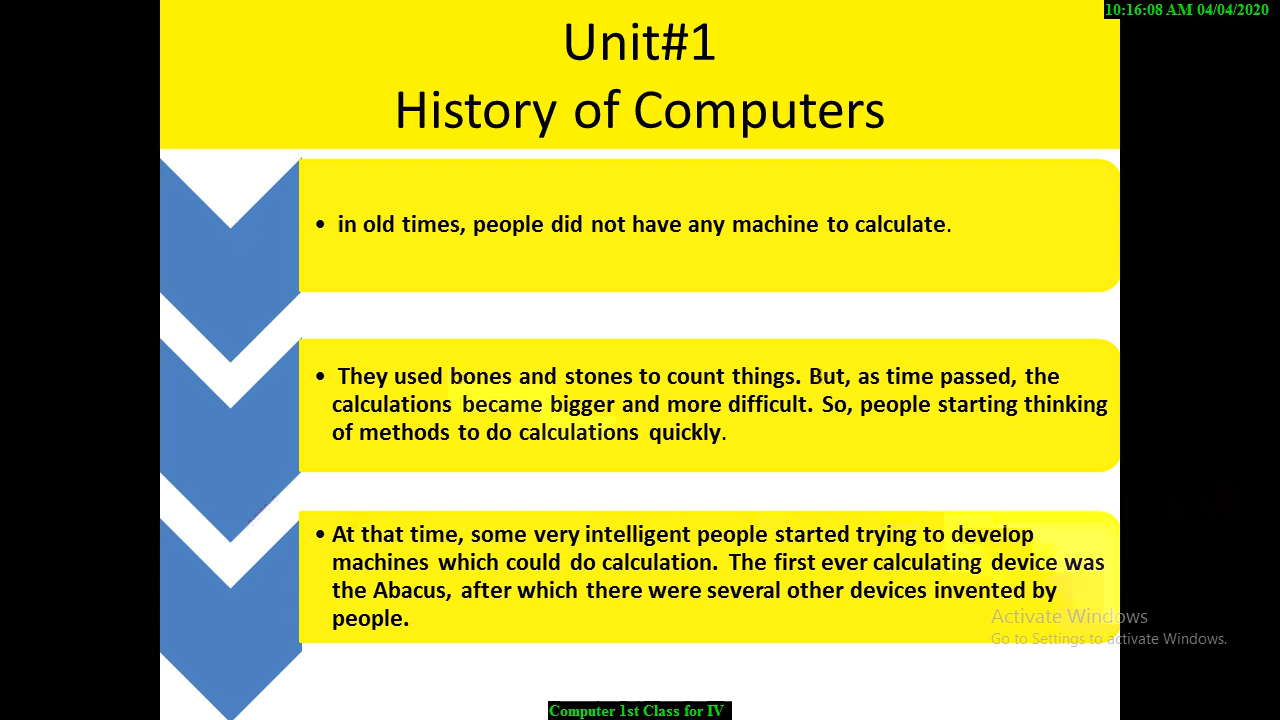 10:16:08 AM 04/04/2020
Unit#1
History of Computers
• in old times, people did not have any machine to calculate.
• They used bones and stones to count things. But, as time passed, the
calculations became bigger and more difficult. So, people starting thinking
of methods to do calculations quickly.
• At that time, some very intelligent people started trying to develop
machines which could do calculation. The first ever calculating device was
the Abacus, after which there were several other devices invented by
people.
Activate Windows
Go to Settings to activate Windows.
Computer 1st Class for IV